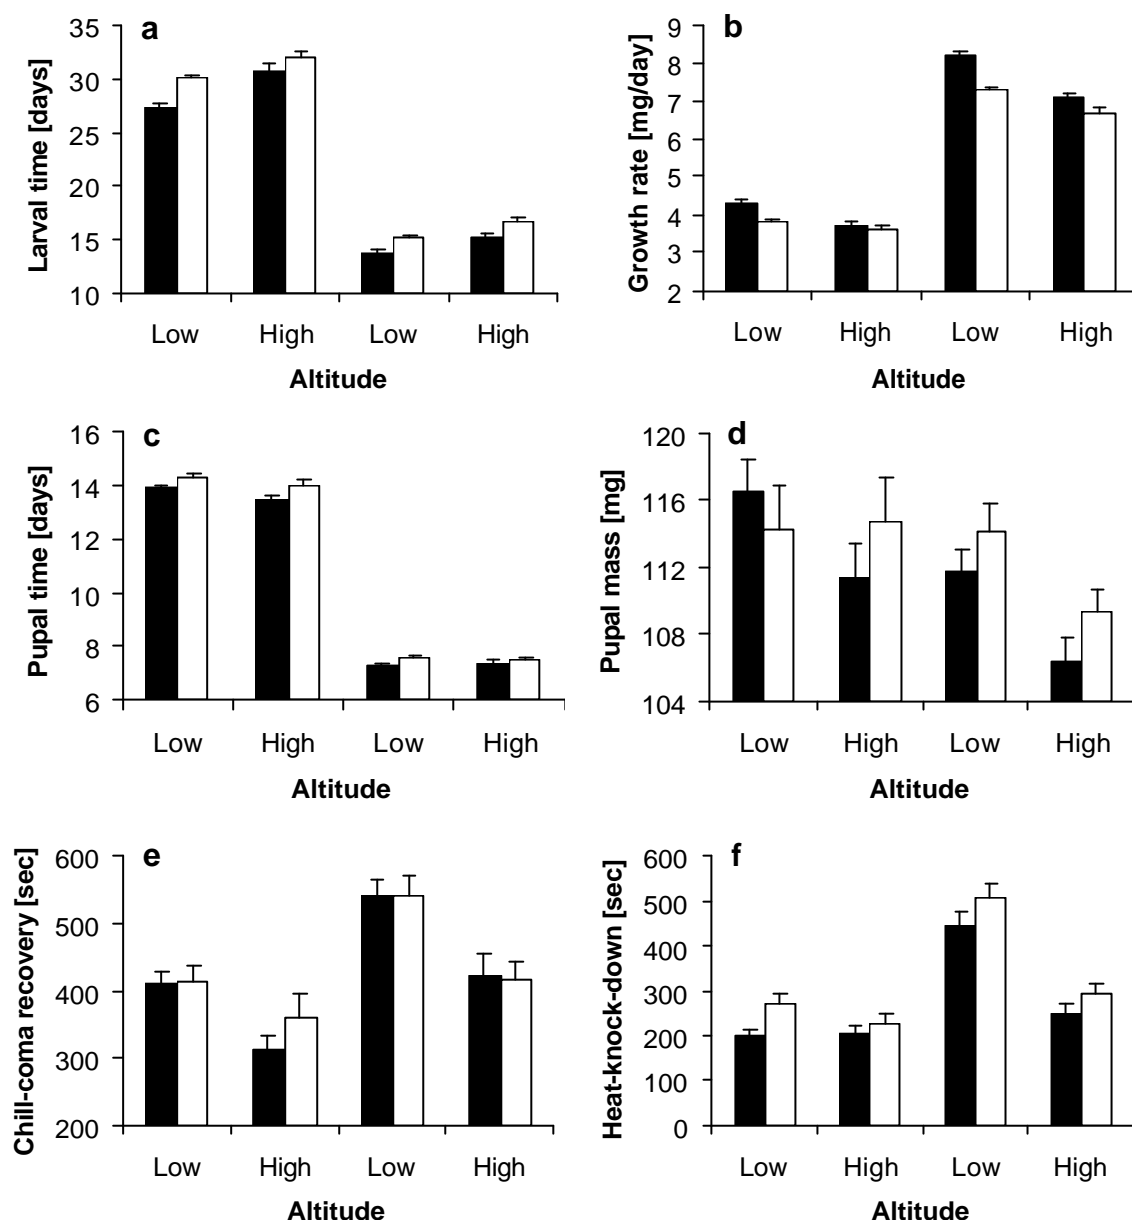 a
Larval time [days]
35
30
25
20
15
10
Low High Low High
Altitude
b
Growth rate [mg/day]
9
8
7
6
5
4
3
2
Low High Low High
Altitude
c
Pupal time [days]
16
14
12
10
8
6
Low High Low High
Altitude
d
Pupal mass [mg]
120
116
112
108
104
Low High Low High
Altitude
e
Chill-coma recovery [sec]
600
500
400
300
200
Low High Low High
Altitude
f
Heat-knock-down [sec]
600
500
400
300
200
100
0
Low High Low High
Altitude